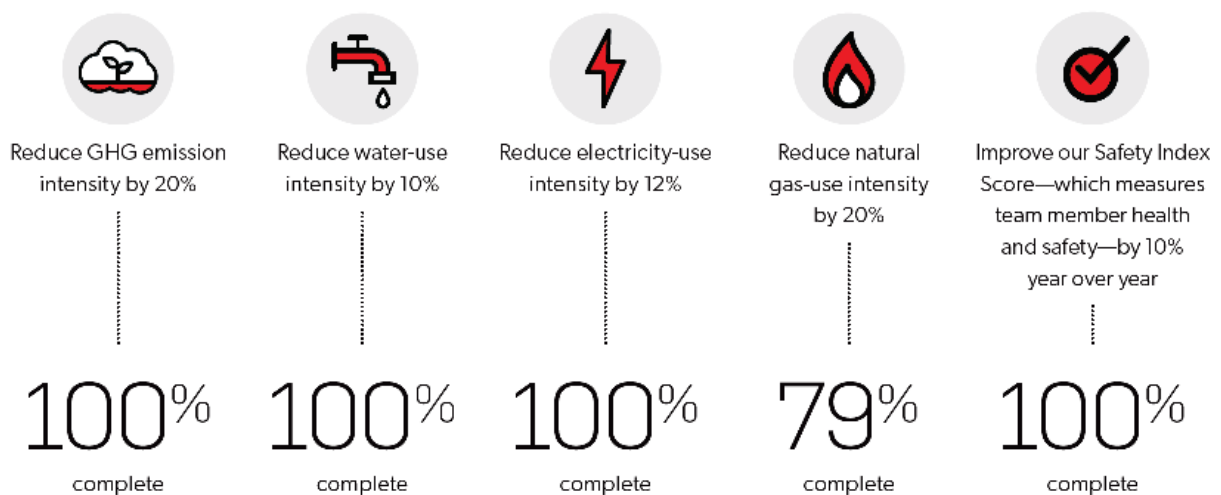 Reduce GHG emission
intensity by 20%
Reduce water-use
intensity by 10%
Reduce electricity-use
intensity by 12%
Reduce natural
gas-use intensity
by 20%
Improve our Safety Index
Score—which measures
team member health
and safety—by 10%
year over year
100%
complete
100%
complete
100%
complete
79%
complete
100%
complete